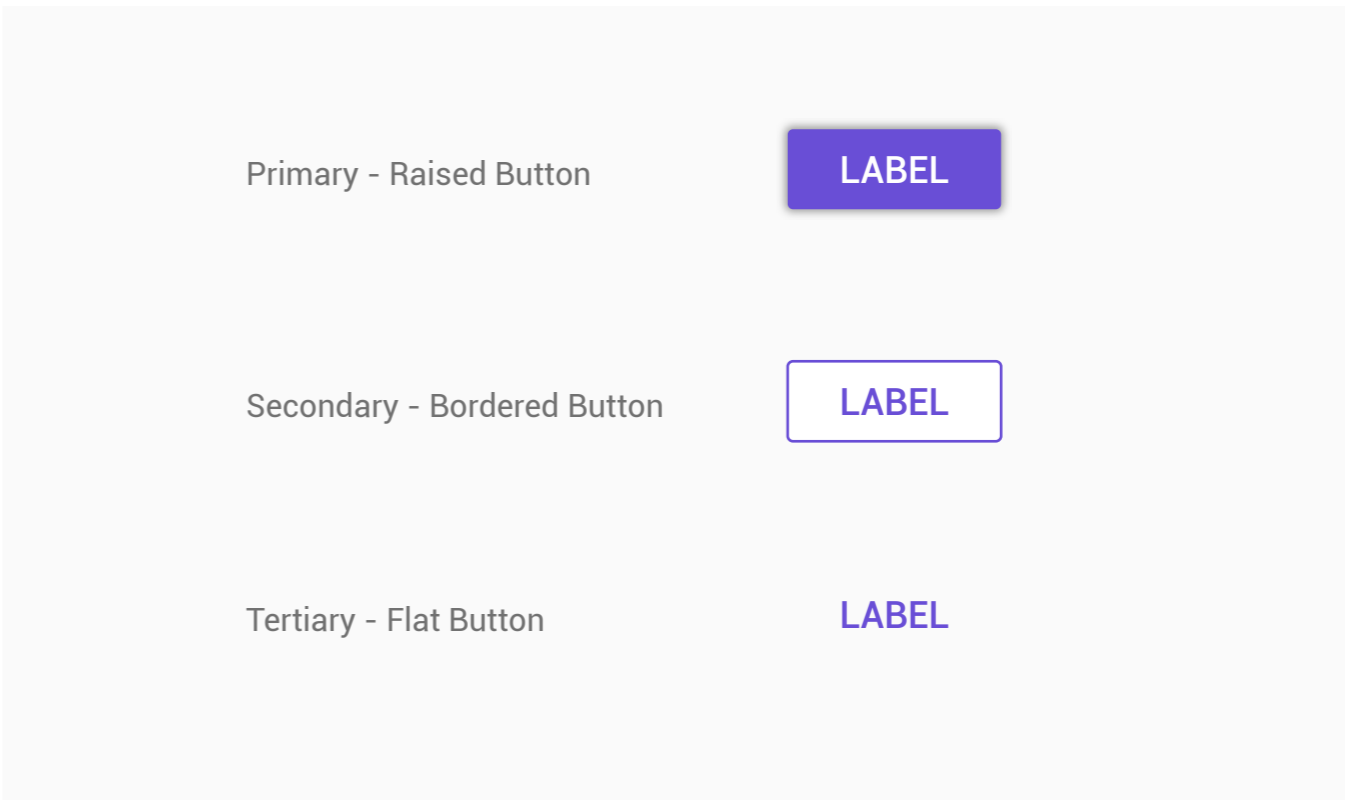 Primary - Raised Button LABEL
Secondary - Bordered Button LABEL
Tertiary - Flat Button LABEL